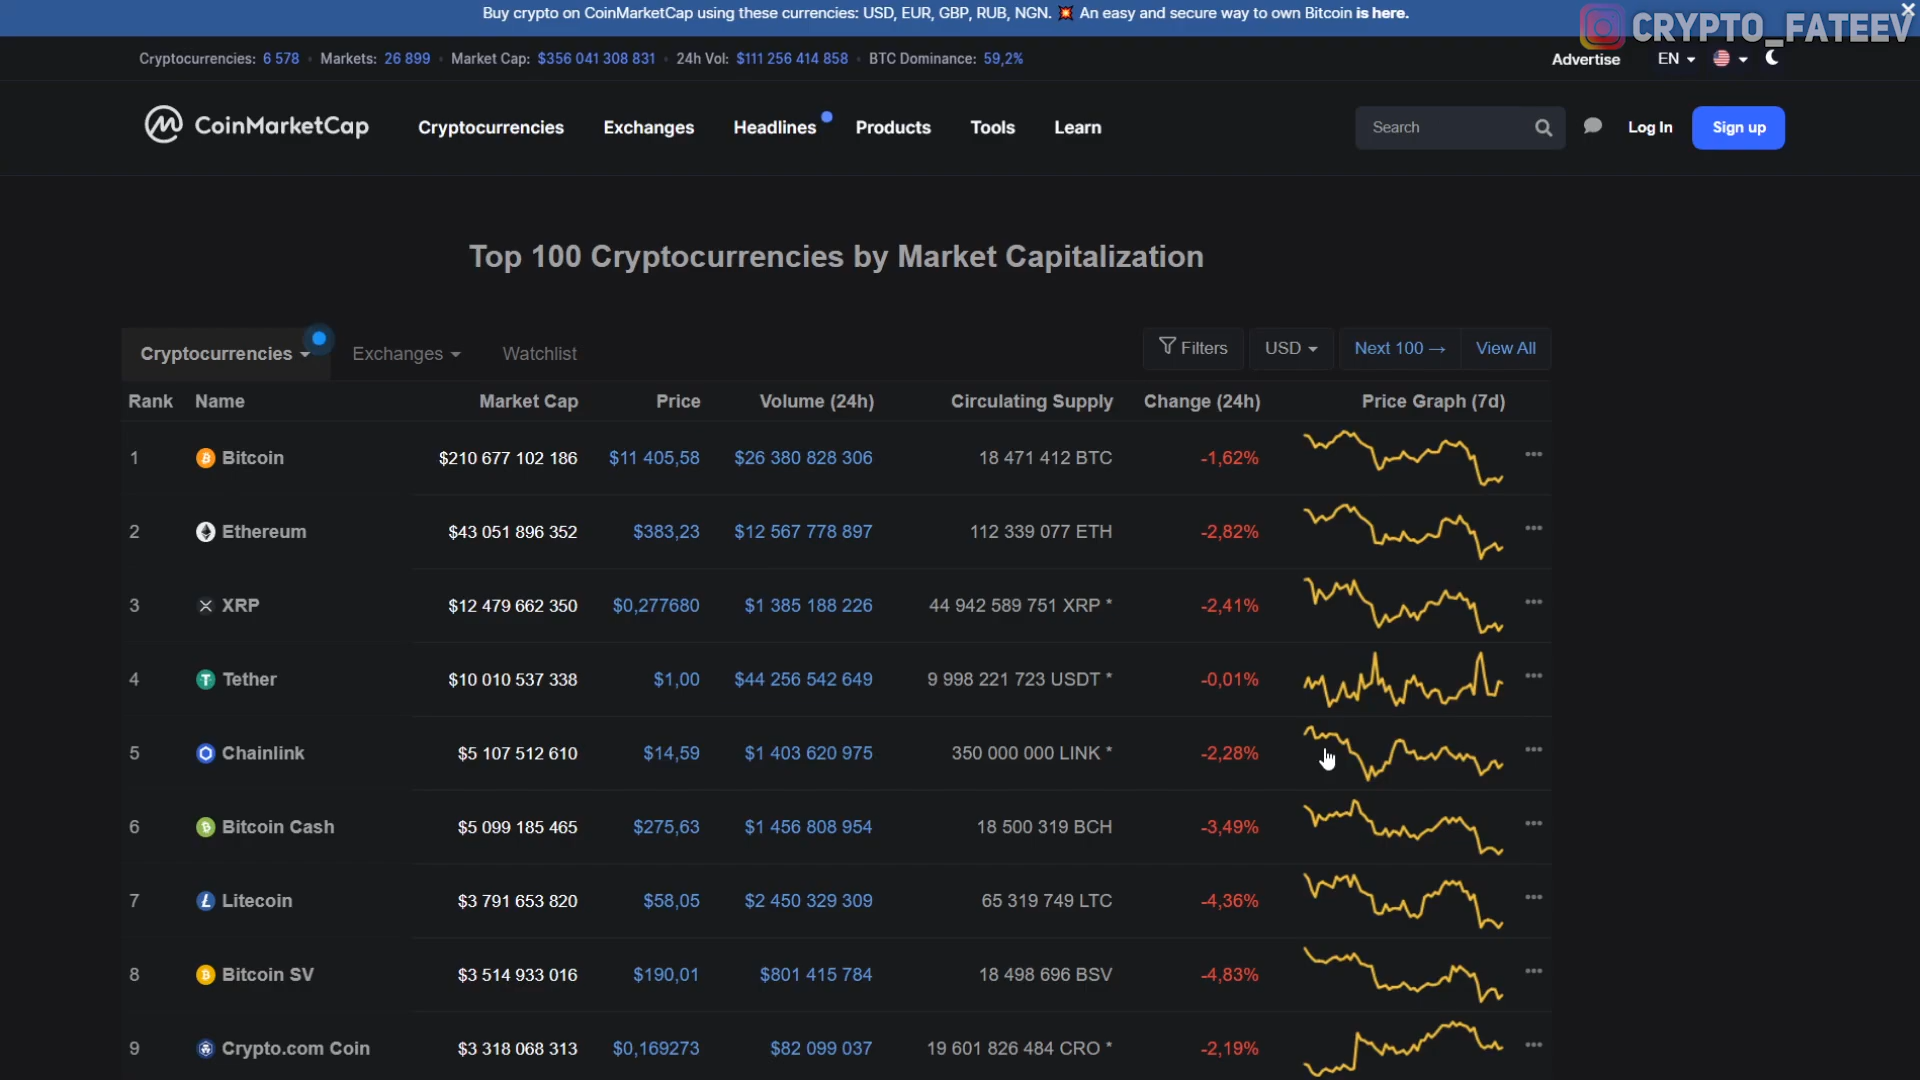 Buy crypto on CoinMarketCap using these currencies: USD, EUR, GBP, RUB, NGN. 💥 An easy and secure way to own Bitcoin is here.
CRYPTO_FATEEV
Cryptocurrencies: 6 578 • Markets: 26 899 • Market Cap: $356 041 308 831 • 24h Vol: $111 256 414 858 • BTC Dominance: 59,2%
Advertise EN
CoinMarketCap Cryptocurrencies Exchanges Headlines Products Tools Learn Search Log In Sign up
Top 100 Cryptocurrencies by Market Capitalization
Cryptocurrencies Exchanges Watchlist Filters USD Next 100 → View All
Rank Name Market Cap Price Volume (24h) Circulating Supply Change (24h) Price Graph (7d)
1 Bitcoin $210 677 102 186 $11 405,58 $26 380 828 306 18 471 412 BTC -1,62%
2 Ethereum $43 051 896 352 $383,23 $12 567 778 897 112 339 077 ETH -2,82%
3 XRP $12 479 662 350 $0,277680 $1 385 188 226 44 942 589 751 XRP * -2,41%
4 Tether $10 010 537 338 $1,00 $44 256 542 649 9 998 221 723 USDT * -0,01%
5 Chainlink $5 107 512 610 $14,59 $1 403 620 975 350 000 000 LINK * -2,28%
6 Bitcoin Cash $5 099 185 465 $275,63 $1 456 808 954 18 500 319 BCH -3,49%
7 Litecoin $3 791 653 820 $58,05 $2 450 329 309 65 319 749 LTC -4,36%
8 Bitcoin SV $3 514 933 016 $190,01 $801 415 784 18 498 696 BSV -4,83%
9 Crypto.com Coin $3 318 068 313 $0,169273 $82 099 037 19 601 826 484 CRO * -2,19%